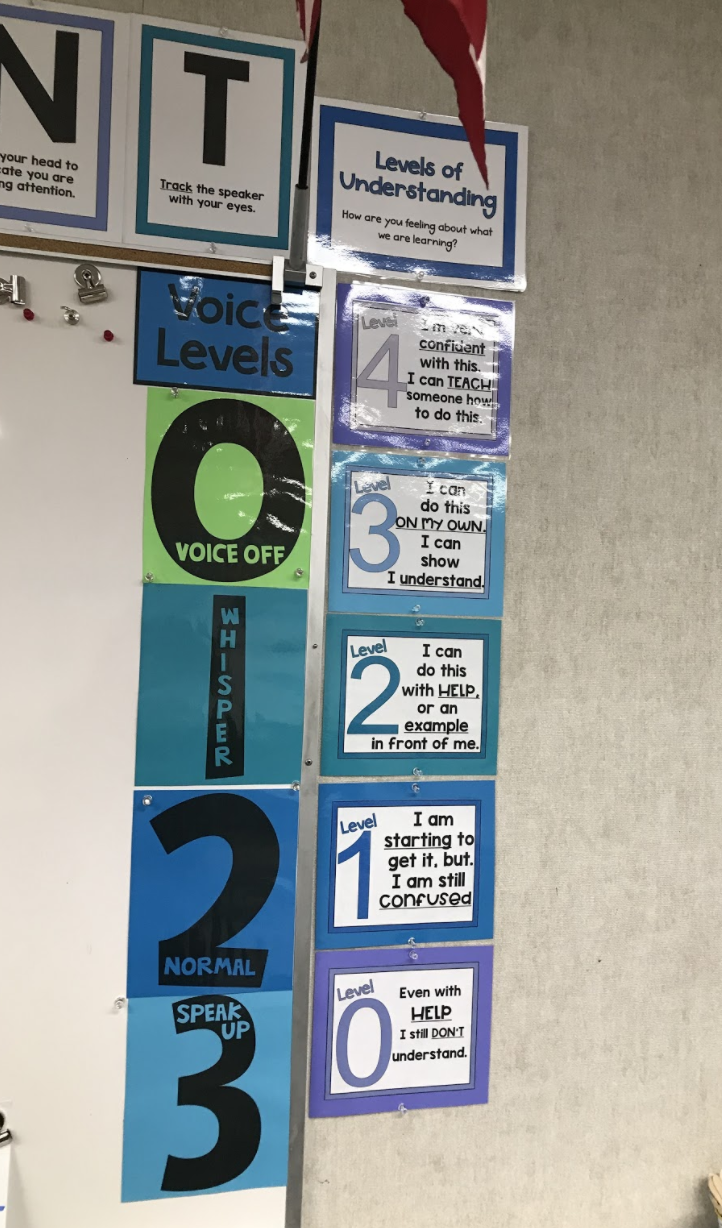 N
your head to
cate you are
ng attention.
T
Track the speaker
with your eyes.
Levels of
Understanding
How are you feeling about what
we are learning?
Voice
Levels
0
VOICE OFF
1
WHISPER
2
NORMAL
3
SPEAK
UP
Level
4
I'm very
confident
with this.
I can TEACH
someone how
to do this.
Level
3
I can
do this
ON MY OWN.
I can
show
I understand.
Level
2
I can
do this
with HELP,
or an
example
in front of me.
Level
1
I am
starting to
get it, but.
I am still
confused
Level
0
Even with
HELP
I still DON'T
understand.